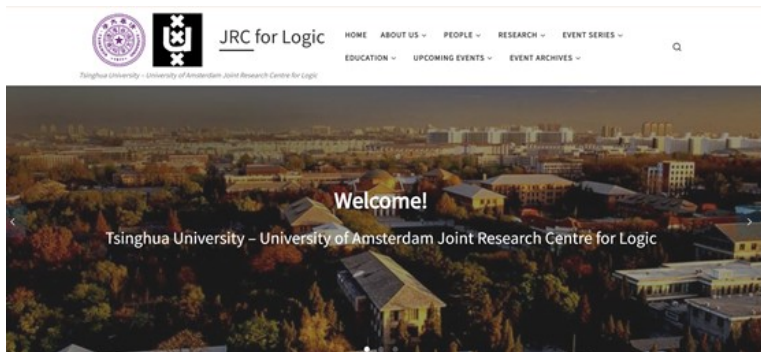 JRC for Logic
HOME ABOUT US PEOPLE RESEARCH EVENT SERIES
EDUCATION UPCOMING EVENTS EVENT ARCHIVES
Tsinghua University – University of Amsterdam Joint Research Centre for Logic
Welcome!
Tsinghua University – University of Amsterdam Joint Research Centre for Logic